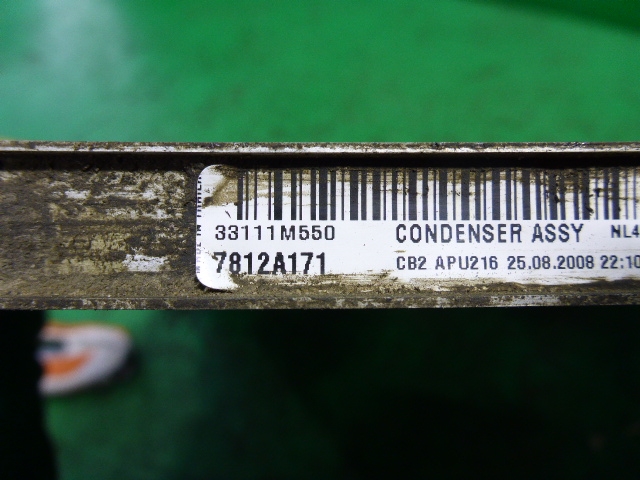 33111M550 CONDENSER ASSY NL4
7812A171 CB2 APU216 25.08.2008 22:10